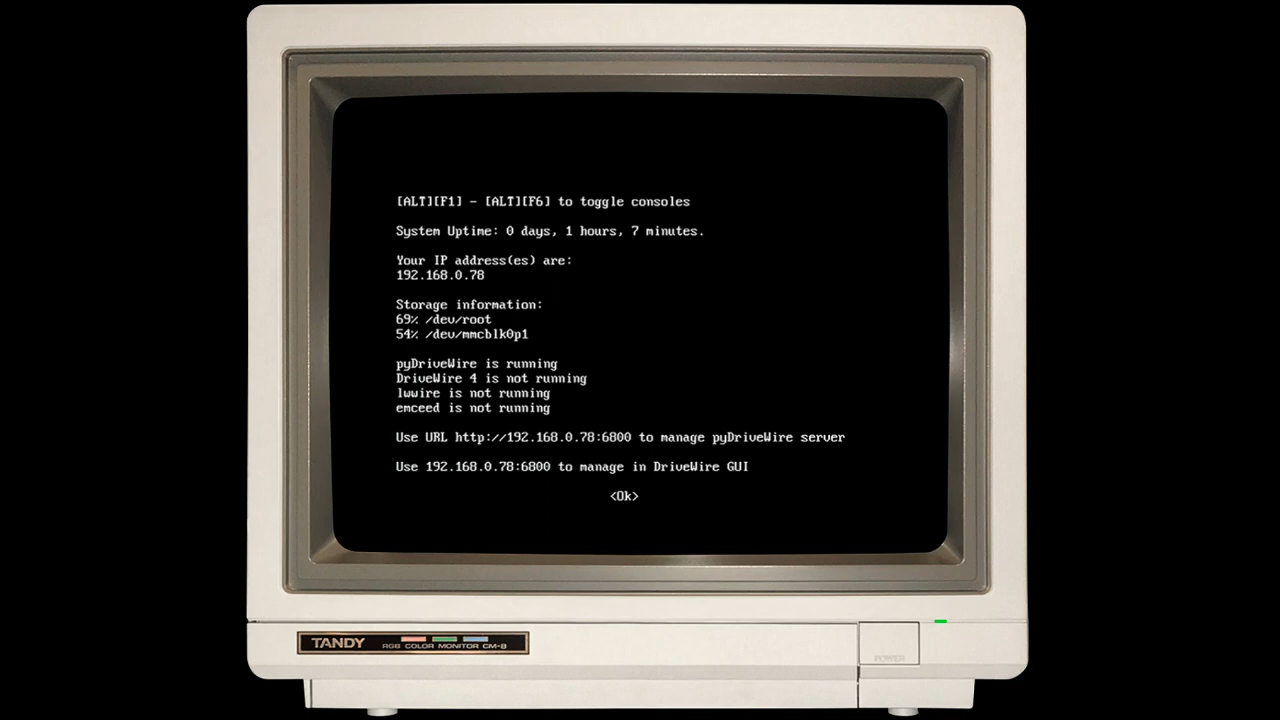 [ALT][F1] - [ALT][F6] to toggle consoles
System Uptime: 0 days, 1 hours, 7 minutes.
Your IP address(es) are:
192.168.0.78
Storage information:
69% /dev/root
54% /dev/mmcblk0p1
pyDriveWire is running
DriveWire 4 is not running
lwwire is not running
emceed is not running
Use URL http://192.168.0.78:6800 to manage pyDriveWire server
Use 192.168.0.78:6800 to manage in DriveWire GUI
<Ok>
TANDY RGB COLOR MONITOR CM-8
POWER